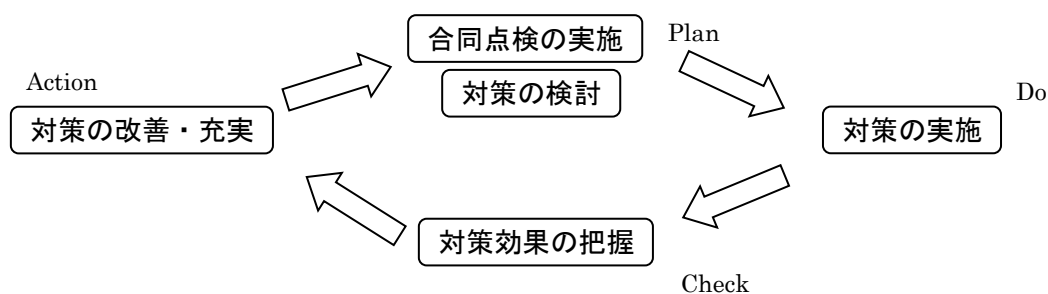 合同点検の実施
Plan
対策の検討
Action
対策の改善・充実
Do
対策の実施
対策効果の把握
Check